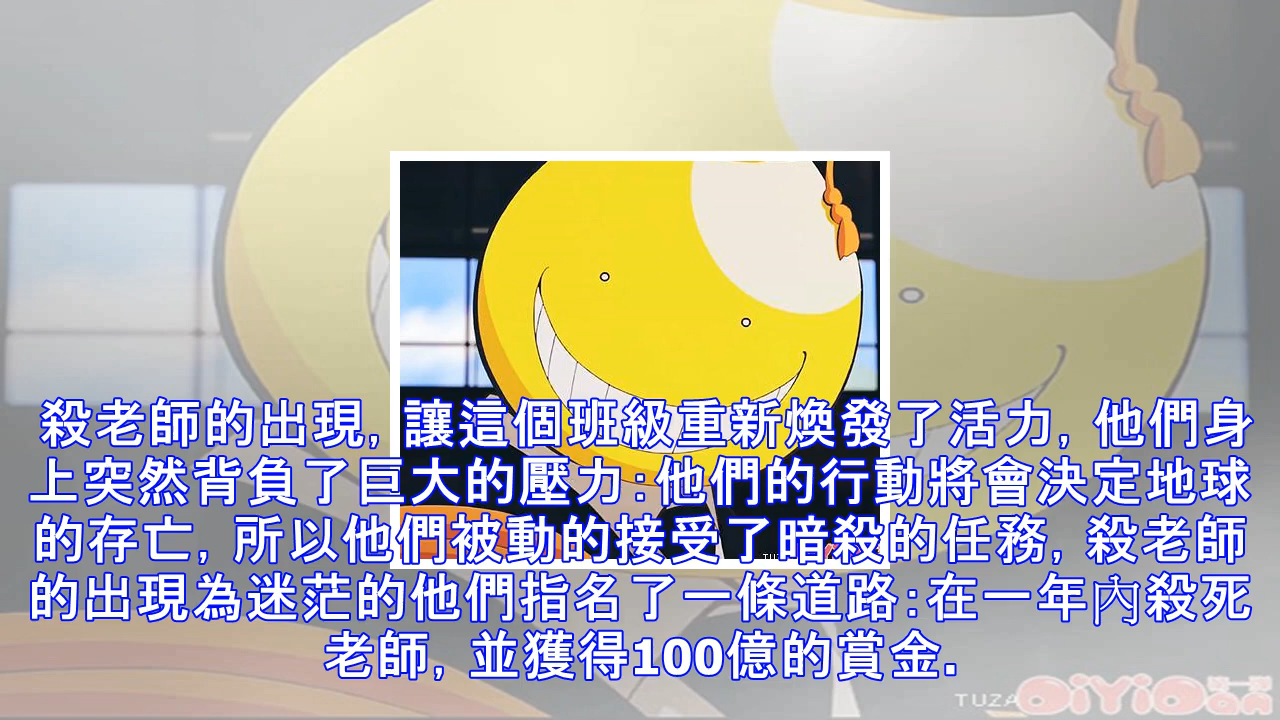 殺老師的出現, 讓這個班級重新煥發了活力, 他們身
上突然背負了巨大的壓力:他們的行動將會決定地球
的存亡, 所以他們被動的接受了暗殺的任務, 殺老師
的出現為迷茫的他們指名了一條道路:在一年內殺死
老師, 並獲得100億的賞金.
OiYiO